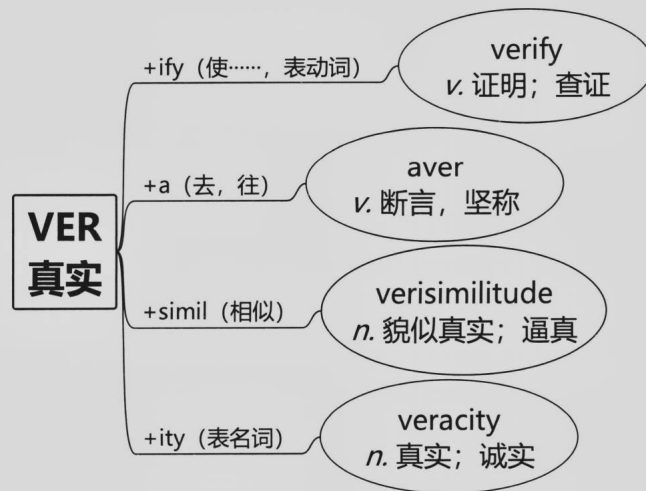 VER
真实
+ify（使……，表动词）
verify
v. 证明；查证
+a（去，往）
aver
v. 断言，坚称
+simil（相似）
verisimilitude
n. 貌似真实；逼真
+ity（表名词）
veracity
n. 真实；诚实